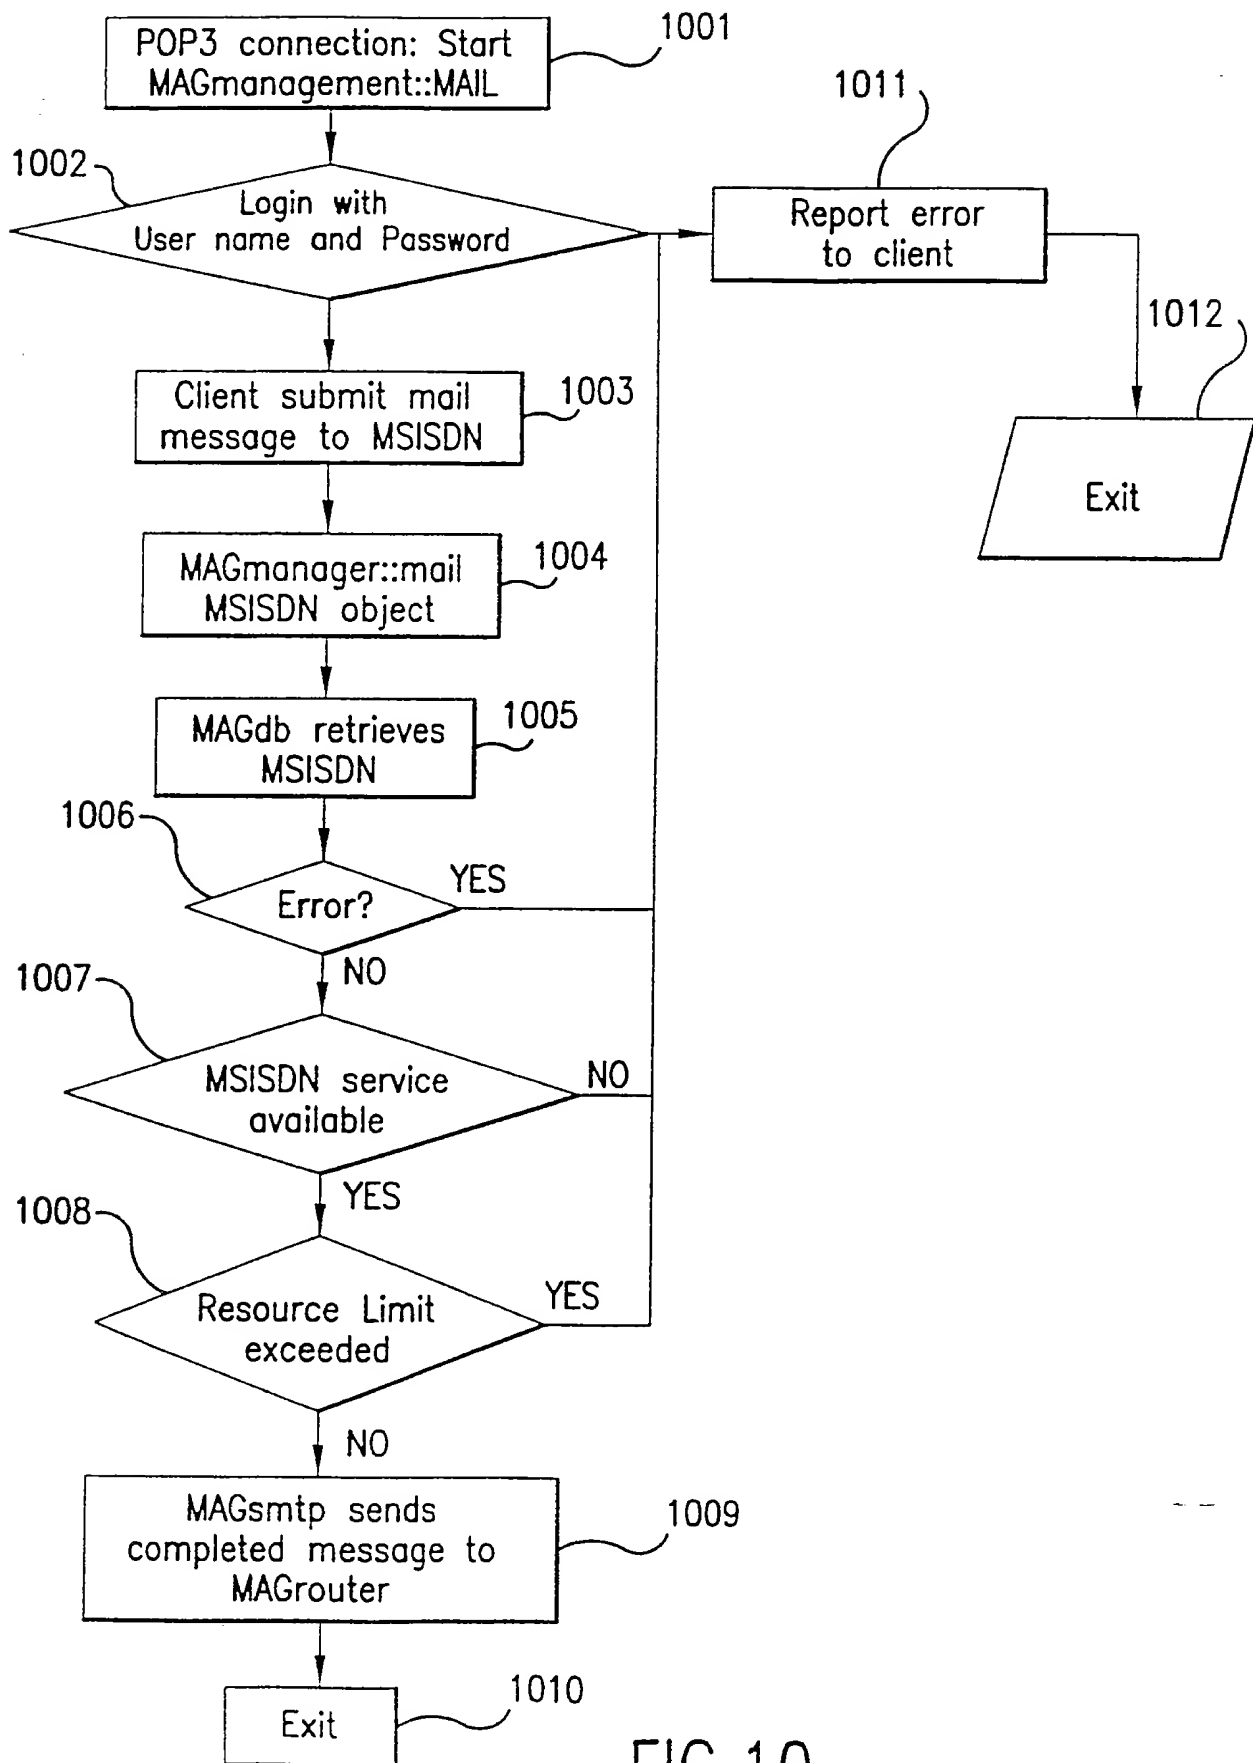 POP3 connection: Start
MAGmanagement::MAIL
1001
1011
1002
Login with
User name and Password
Report error
to client
1012
Exit
Client submit mail
message to MSISDN
1003
MAGmanager::mail
MSISDN object
1004
MAGdb retrieves
MSISDN
1005
1006
Error?
YES
NO
1007
MSISDN service
available
NO
YES
1008
Resource Limit
exceeded
YES
NO
MAGsmtp sends
completed message to
MAGrouter
1009
Exit
1010
FIG.10